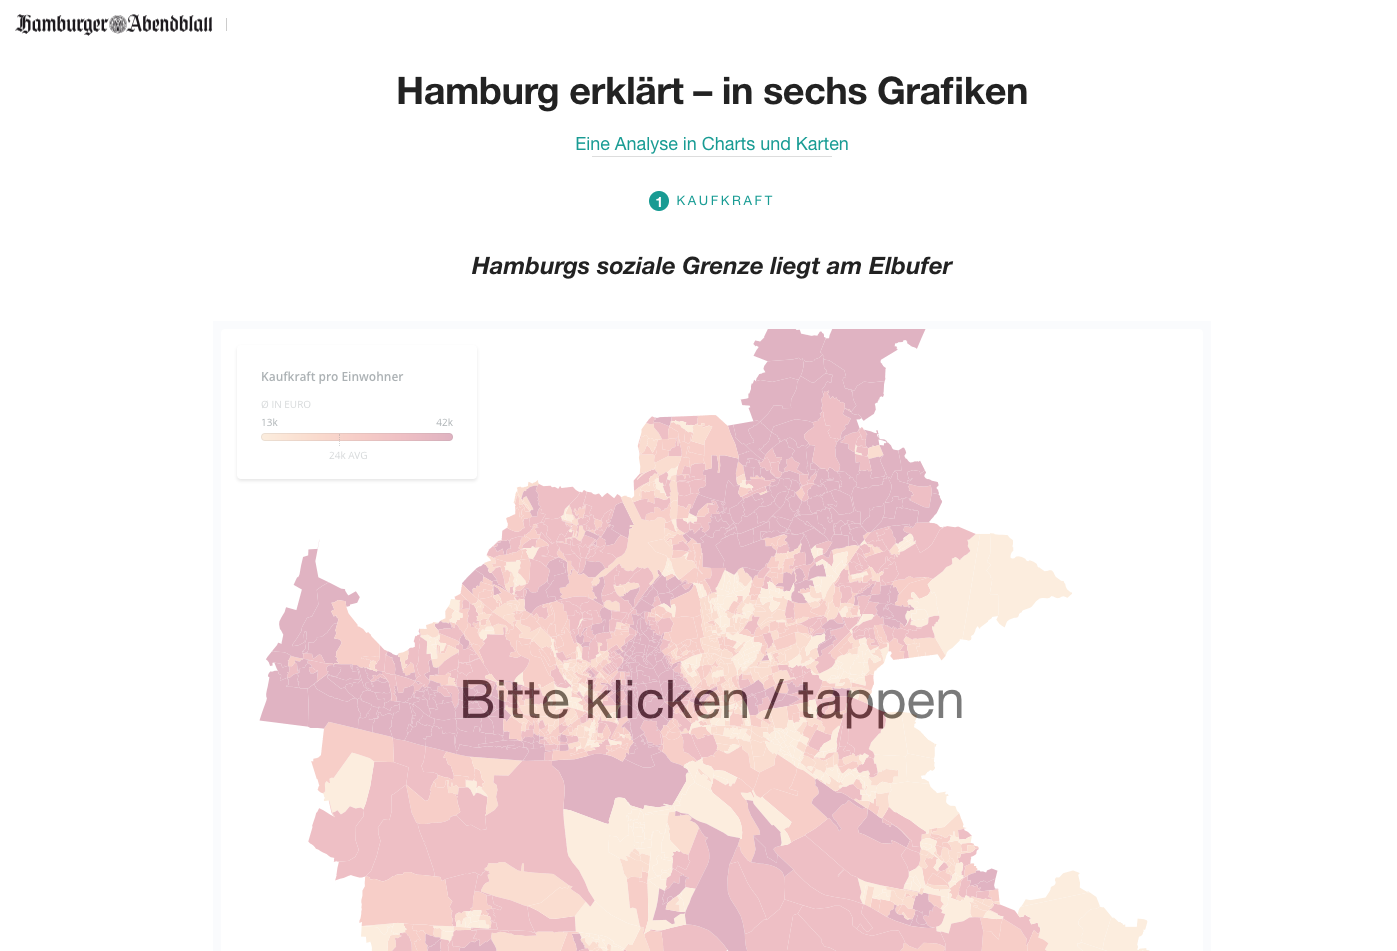 Hamburger Abendblatt
Hamburg erklärt – in sechs Grafiken
Eine Analyse in Charts und Karten
1 KAUFKRAFT
Hamburgs soziale Grenze liegt am Elbufer
Kaufkraft pro Einwohner
Ø IN EURO
13k 42k
24k AVG
Bitte klicken / tappen